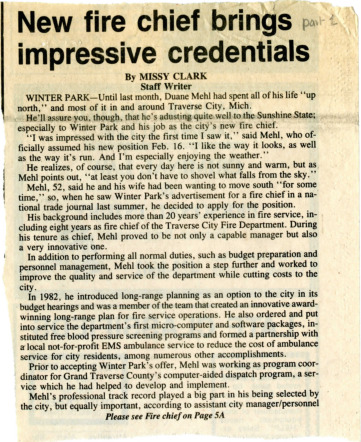 New fire chief brings
part 1
impressive credentials
By MISSY CLARK
Staff Writer
WINTER PARK—Until last month, Duane Mehl had spent all of his life "up
north," and most of it in and around Traverse City, Mich.
He'll assure you, though, that he's adusting quite well to the Sunshine State;
especially to Winter Park and his job as the city's new fire chief.
"I was impressed with the city the first time I saw it," said Mehl, who of-
ficially assumed his new position Feb. 16. "I like the way it looks, as well
as the way it's run. And I'm especially enjoying the weather."
He realizes, of course, that every day here is not sunny and warm, but as
Mehl points out, "at least you don't have to shovel what falls from the sky."
Mehl, 52, said he and his wife had been wanting to move south "for some
time," so, when he saw Winter Park's advertisement for a fire chief in a na-
tional trade journal last summer, he decided to apply for the position.
His background includes more than 20 years' experience in fire service, in-
cluding eight years as fire chief of the Traverse City Fire Department. During
his tenure as chief, Mehl proved to be not only a capable manager but also
a very innovative one.
In addition to performing all normal duties, such as budget preparation and
personnel management, Mehl took the position a step further and worked to
improve the quality and service of the department while cutting costs to the
city.
In 1982, he introduced long-range planning as an option to the city in its
budget hearings and was a member of the team that created an innovative award-
winning long-range plan for fire service operations. He also ordered and put
into service the department's first micro-computer and software packages, in-
stituted free blood pressure screening programs and formed a partnership with
a local not-for-profit EMS ambulance service to reduce the cost of ambulance
service for city residents, among numerous other accomplishments.
Prior to accepting Winter Park's offer, Mehl was working as program coor-
dinator for Grand Traverse County's computer-aided dispatch program, a ser-
vice which he had helped to develop and implement.
Mehl's professional track record played a big part in his being selected by
the city, but equally important, according to assistant city manager/personnel
Please see Fire chief on Page 5A